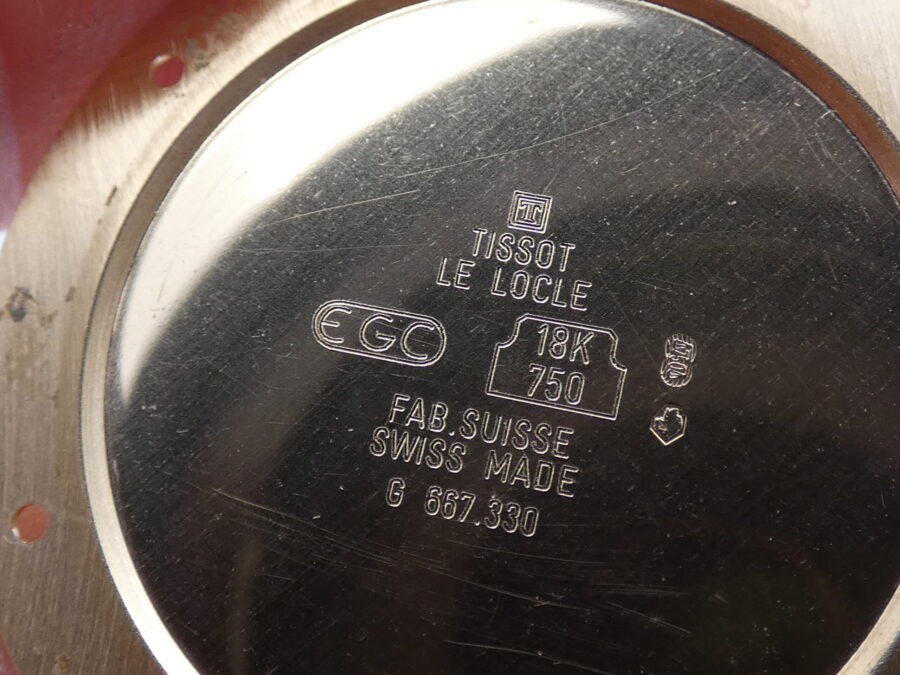 T
TISSOT
LE LOCLE
EGC
18K
750
FAB.SUISSE
SWISS MADE
G 667.330